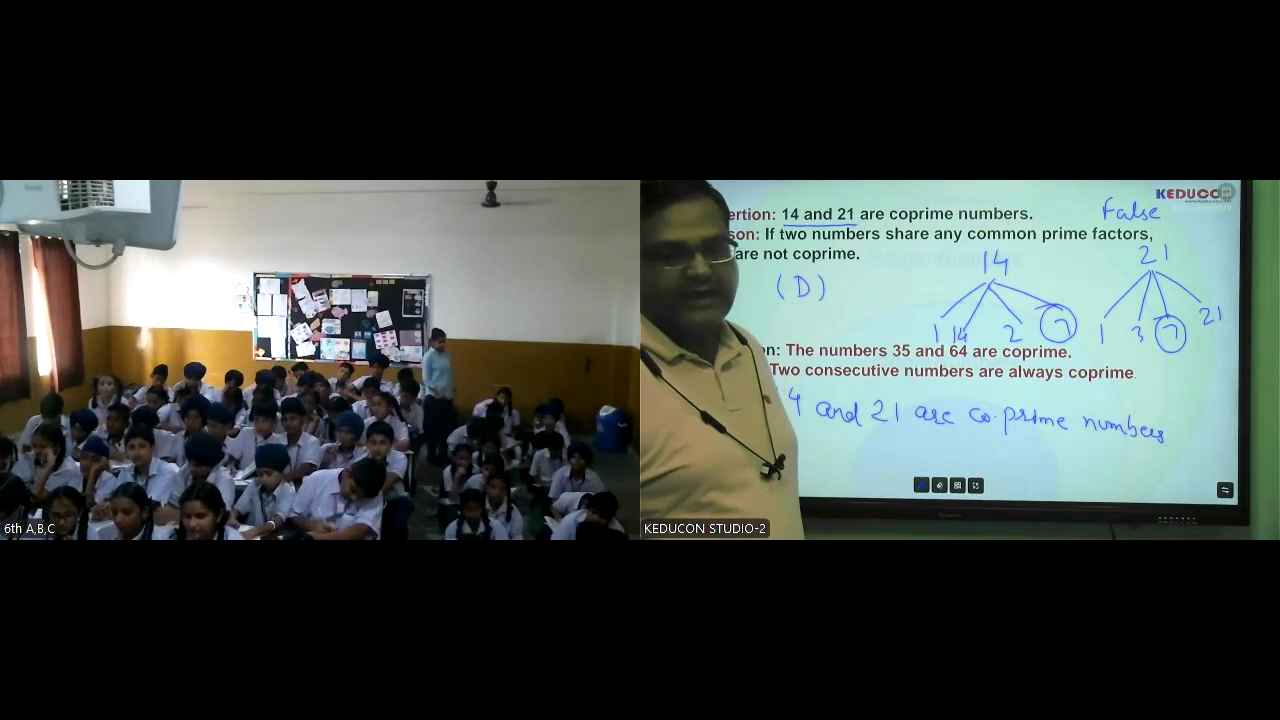 KEDUCO
ertion: 14 and 21 are coprime numbers.
False
son: If two numbers share any common prime factors,
are not coprime.
14
21
(D)
1 14 2 7
1 3 7 21
n: The numbers 35 and 64 are coprime.
Two consecutive numbers are always coprime
4 and 21 are co prime numbers.
6th A,B,C
KEDUCON STUDIO-2